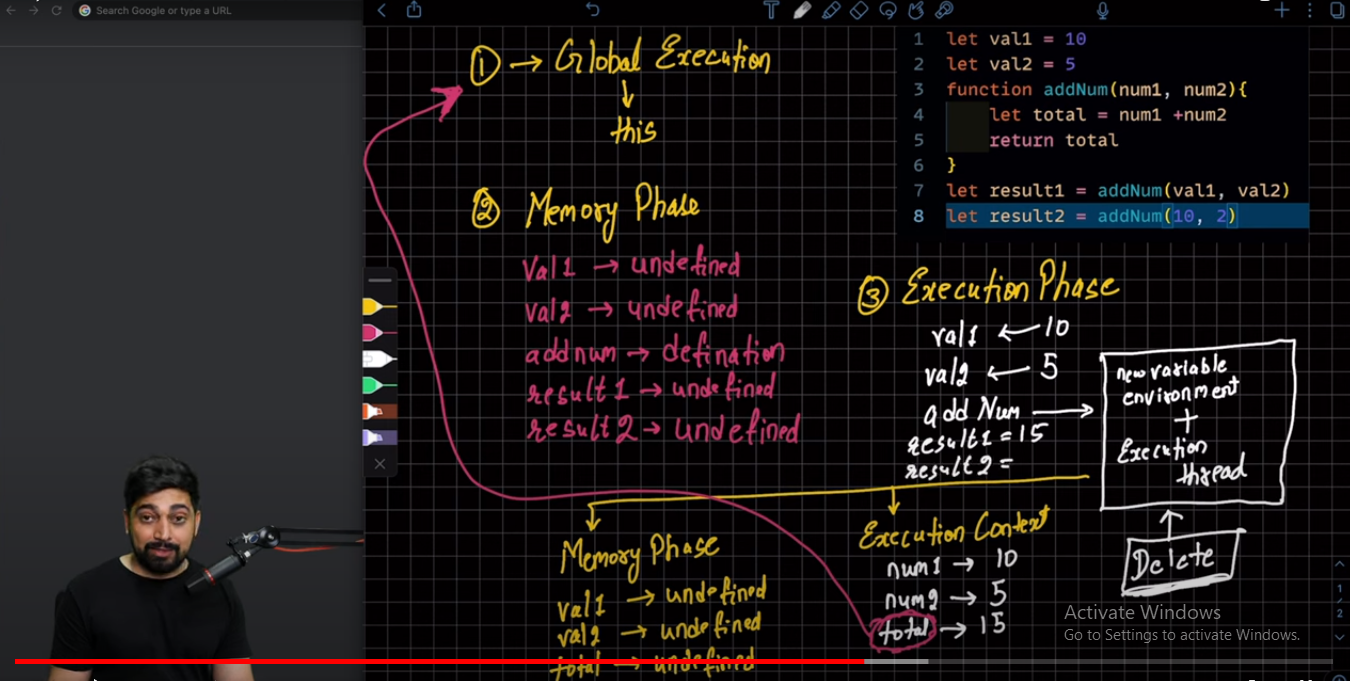 Search Google or type a URL
① → Global Execution
↓
this
② Memory Phase
Val1 → undefined
val2 → undefined
addnum → defination
result1 → undefined
result2 → undefined
1 let val1 = 10
2 let val2 = 5
3 function addNum(num1, num2){
4 let total = num1 +num2
5 return total
6 }
7 let result1 = addNum(val1, val2)
8 let result2 = addNum(10, 2)
③ Execution Phase
val1 ← 10
val2 ← 5
add Num →
result1 = 15
result2 =
new variable
environment
+
Execution
thread
Delete
Memory Phase
val1 → undefined
val2 → undefined
total → undefined
Execution Context
num1 → 10
num2 → 5
total → 15
Activate Windows
Go to Settings to activate Windows.
1
2